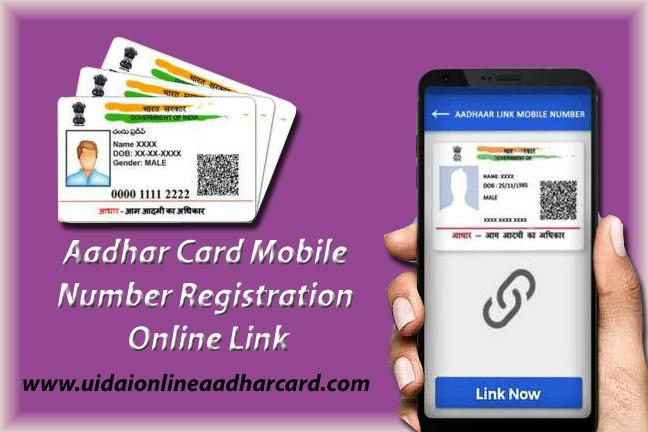 भारत सरकार
GOVERNMENT OF INDIA
చందు ప్రదీప్
Name XXXX
DOB: XX-XX-XXXX
Gender: MALE
0000 1111 2222
आधार - आम आदमी का अधिकार
Aadhar Card Mobile
Number Registration
Online Link
www.uidaionlineaadharcard.com
AADHAAR LINK MOBILE NUMBER
GOVERNMENT OF
NAME: XXXX
DOB : 25/11/1985
MALE
XXXX XXXX XXXX
आधार - आम आदमी का अधिकार
Link Now